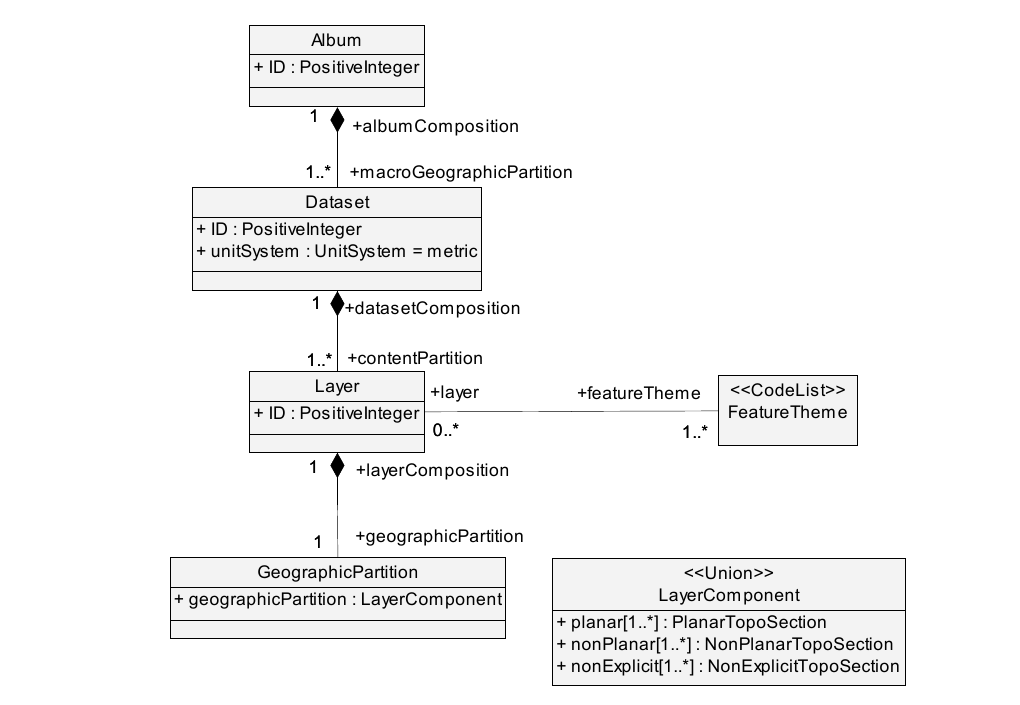 Album
+ ID : PositiveInteger
1
+albumComposition
1..*
+macroGeographicPartition
Dataset
+ ID : PositiveInteger
+ unitSystem : UnitSystem = metric
1
+datasetComposition
1..*
+contentPartition
Layer
+ ID : PositiveInteger
+layer
0..*
+featureTheme
1..*
<<CodeList>>
FeatureTheme
1
+layerComposition
1
+geographicPartition
GeographicPartition
+ geographicPartition : LayerComponent
<<Union>>
LayerComponent
+ planar[1..*] : PlanarTopoSection
+ nonPlanar[1..*] : NonPlanarTopoSection
+ nonExplicit[1..*] : NonExplicitTopoSection